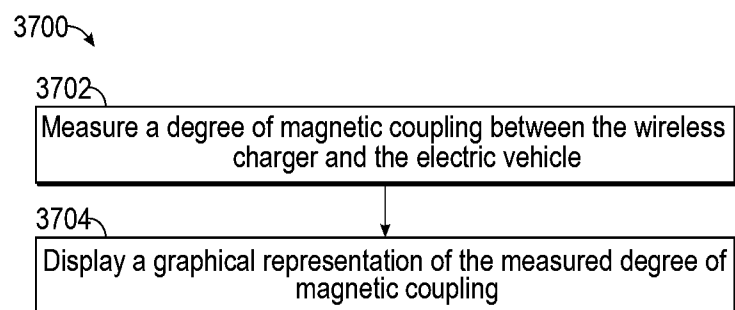 3700
3702
Measure a degree of magnetic coupling between the wireless
charger and the electric vehicle
3704
Display a graphical representation of the measured degree of
magnetic coupling